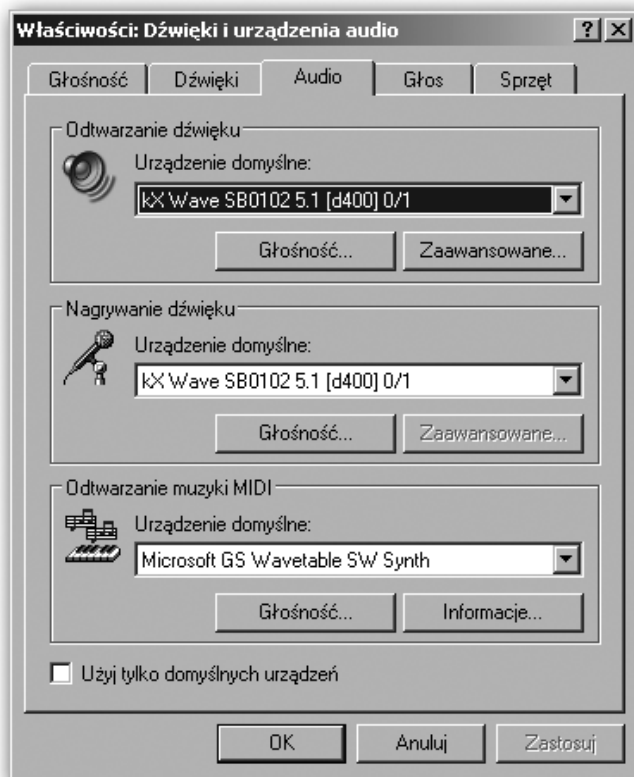 Właściwości: Dźwięki i urządzenia audio
Głośność Dźwięki Audio Głos Sprzęt
Odtwarzanie dźwięku
Urządzenie domyślne:
kX Wave SB0102 5.1 [d400] 0/1
Głośność... Zaawansowane...
Nagrywanie dźwięku
Urządzenie domyślne:
kX Wave SB0102 5.1 [d400] 0/1
Głośność... Zaawansowane...
Odtwarzanie muzyki MIDI
Urządzenie domyślne:
Microsoft GS Wavetable SW Synth
Głośność... Informacje...
Użyj tylko domyślnych urządzeń
OK Anuluj Zastosuj